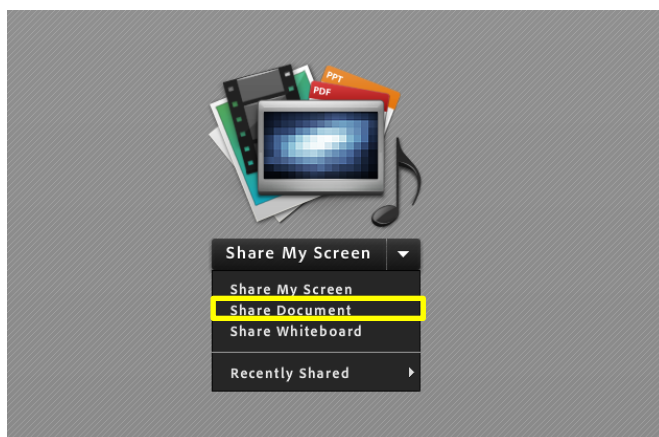 PPT
PDF
Share My Screen
Share My Screen
Share Document
Share Whiteboard
Recently Shared